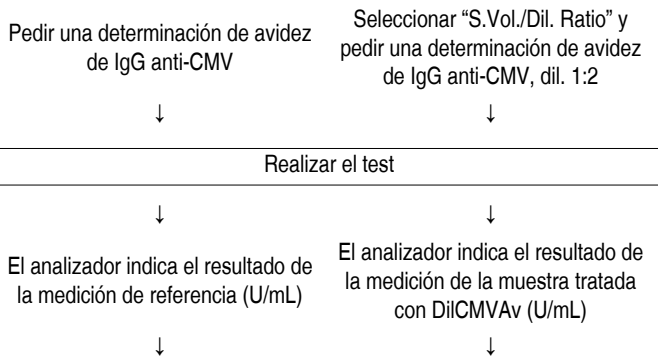 Pedir una determinación de avidez
de IgG anti-CMV
↓
Seleccionar “S.Vol./Dil. Ratio” y
pedir una determinación de avidez
de IgG anti-CMV, dil. 1:2
↓
Realizar el test
↓
El analizador indica el resultado de
la medición de referencia (U/mL)
↓
↓
El analizador indica el resultado de
la medición de la muestra tratada
con DilCMVAv (U/mL)
↓